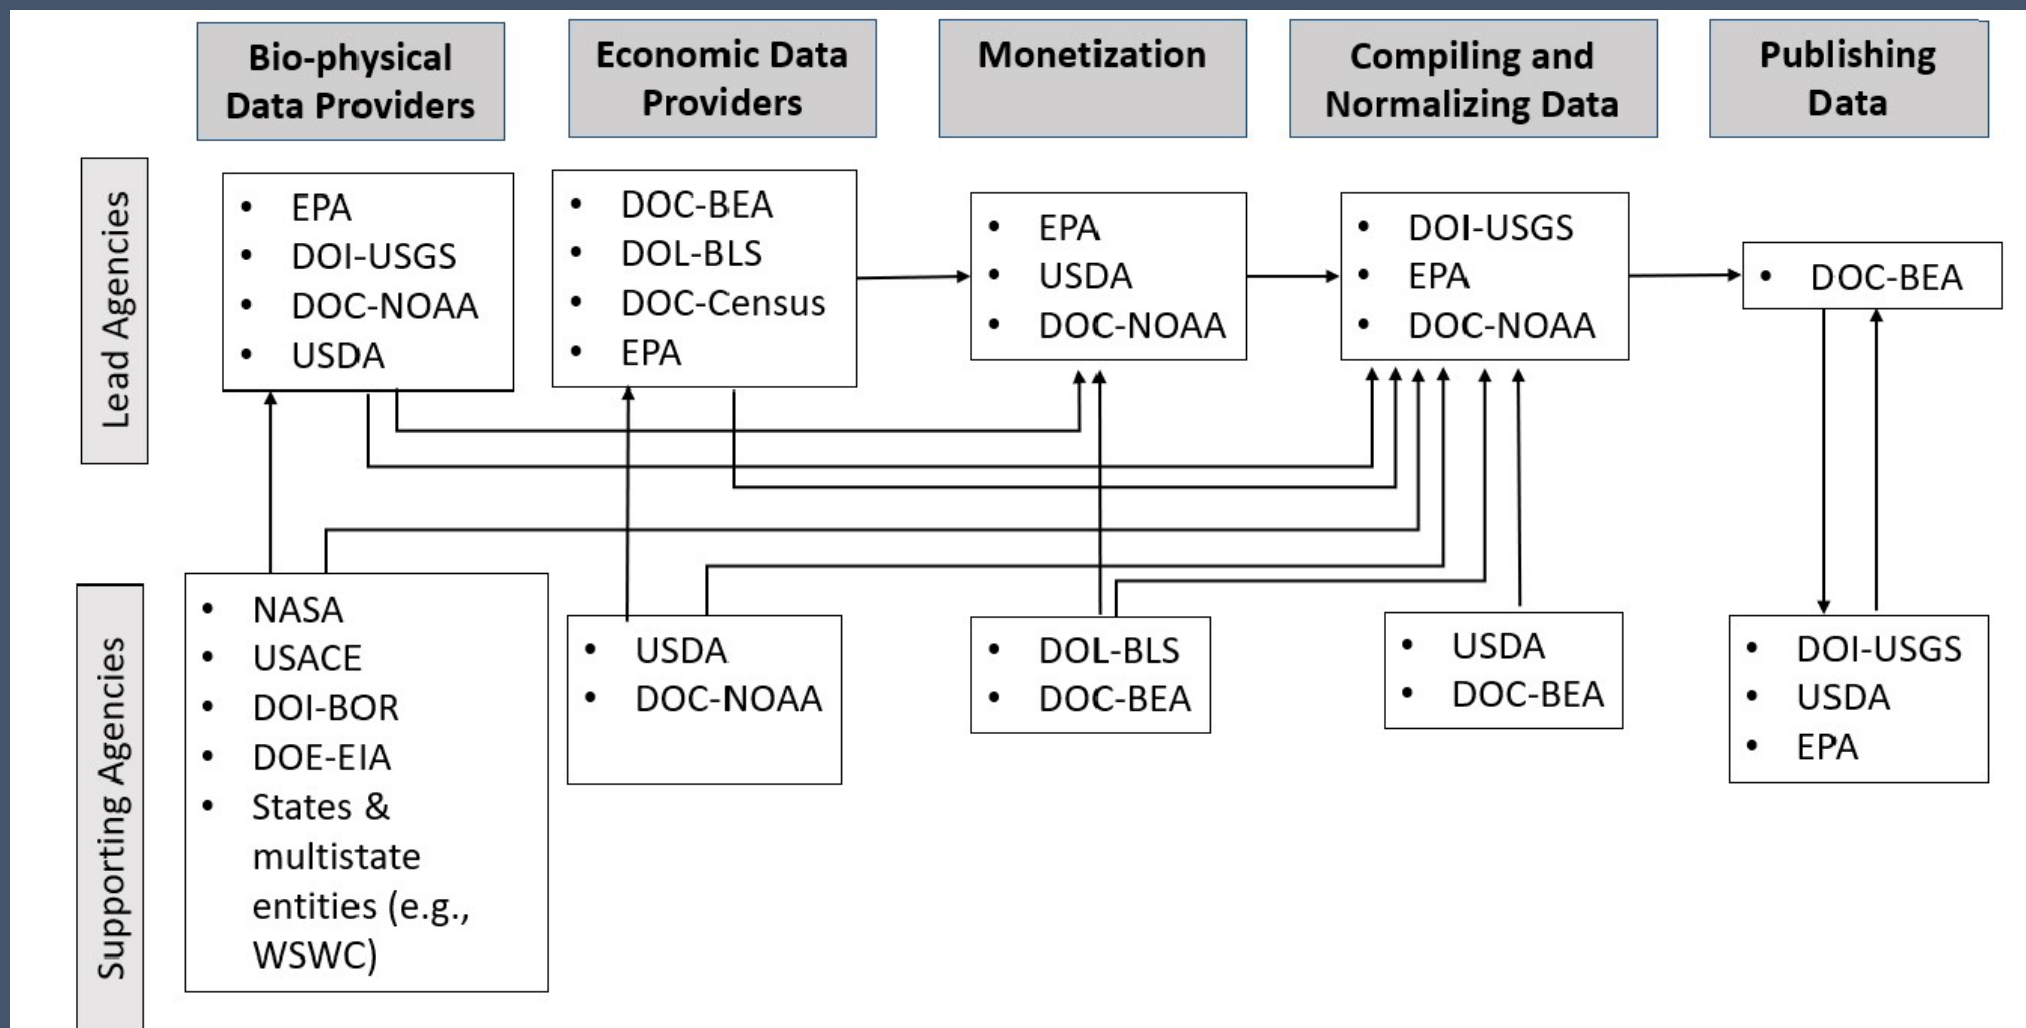 Bio-physical
Data Providers
Economic Data
Providers
Monetization
Compiling and
Normalizing Data
Publishing
Data
Lead Agencies
• EPA
• DOI-USGS
• DOC-NOAA
• USDA
• DOC-BEA
• DOL-BLS
• DOC-Census
• EPA
• EPA
• USDA
• DOC-NOAA
• DOI-USGS
• EPA
• DOC-NOAA
• DOC-BEA
Supporting Agencies
• NASA
• USACE
• DOI-BOR
• DOE-EIA
• States &
multistate
entities (e.g.,
WSWC)
• USDA
• DOC-NOAA
• DOL-BLS
• DOC-BEA
• USDA
• DOC-BEA
• DOI-USGS
• USDA
• EPA